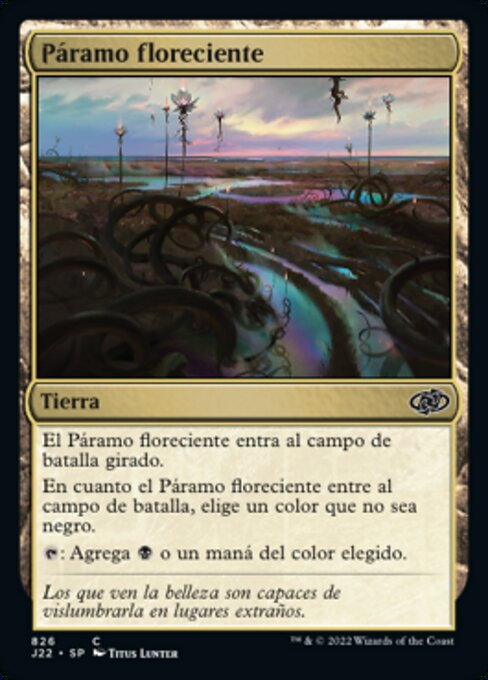 Páramo floreciente
Tierra
El Páramo floreciente entra al campo de
batalla girado.
En cuanto el Páramo floreciente entre al
campo de batalla, elige un color que no sea
negro.
: Agrega o un maná del color elegido.
Los que ven la belleza son capaces de
vislumbrarla en lugares extraños.
826 C
J22 • SP Titus Lunter
™ & © 2022 Wizards of the Coast